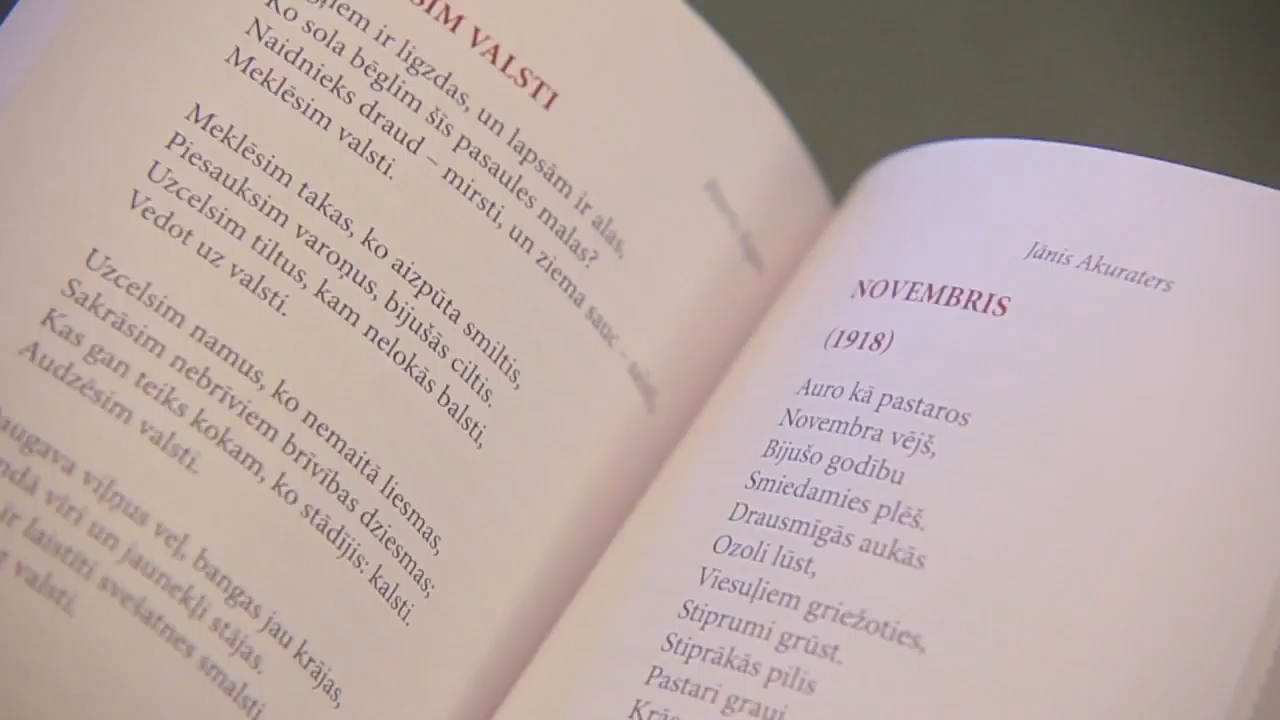 VALSTI
ir ligzdas, un lapsām ir alas,
Ko sola bēglim šīs pasaules malas?
Naidnieks draud – mirsti, un ziema sauc –
Meklēsim valsti.
Meklēsim takas, ko aizpūta smiltis,
Piesauksim varoņus, bijušās ciltis.
Uzcelsim tiltus, kam nelokās balsti,
Vedot uz valsti.
Uzcelsim namus, ko nemaitā liesmas,
Sakrāsim nebrīviem brīvības dziesmas;
Kas gan teiks kokam, ko stādījis: kalsti.
Audzēsim valsti.
viļņus veļ, bangas jau krājas,
vīri un jaunekļi stājas.
ir laistīti svešatnes smalsti
valsti.
Jānis Akuraters
NOVEMBRIS
(1918)
Auro kā pastaros
Novembra vējš,
Bijušo godību
Smiedamies plēš.
Drausmīgās aukās
Ozoli lūst,
Viesuļiem griežoties,
Stiprumi grūst.
Stiprākās pilis
Pastari grauj